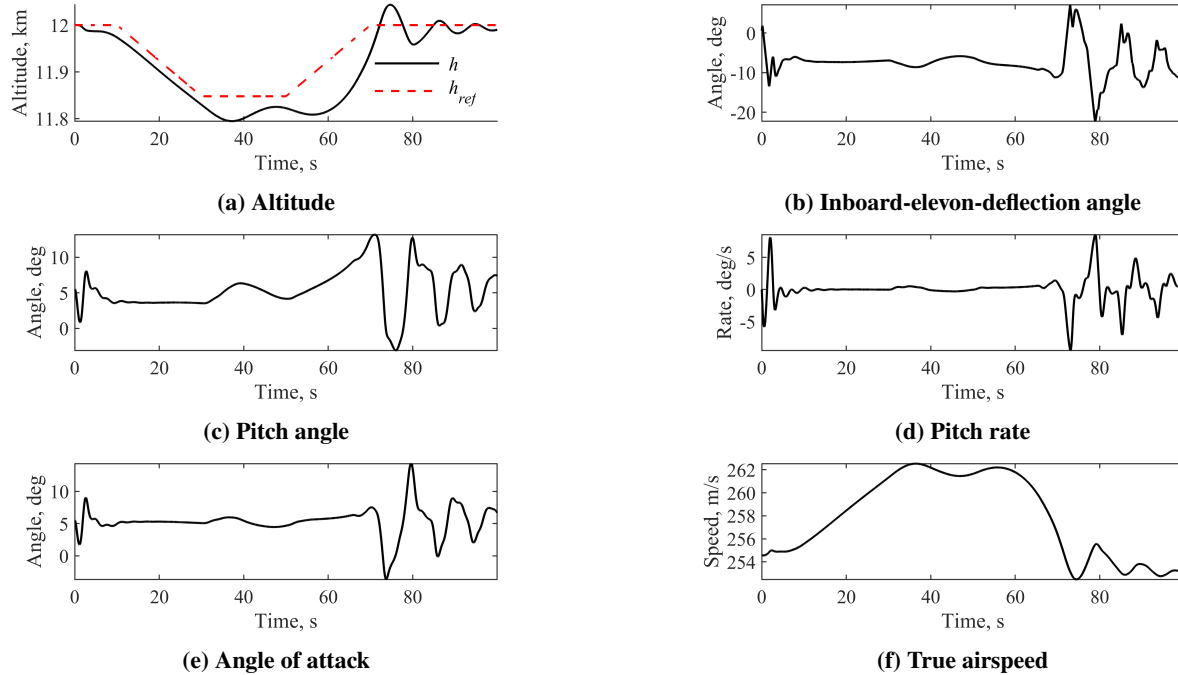 12
11.9
11.8
Altitude, km
h
h_ref
0 20 40 60 80
Time, s
(a) Altitude
0
-10
-20
Angle, deg
0 20 40 60 80
Time, s
(b) Inboard-elevon-deflection angle
10
5
0
Angle, deg
0 20 40 60 80
Time, s
(c) Pitch angle
5
0
-5
Rate, deg/s
0 20 40 60 80
Time, s
(d) Pitch rate
10
5
0
Angle, deg
0 20 40 60 80
Time, s
(e) Angle of attack
262
260
258
256
254
Speed, m/s
0 20 40 60 80
Time, s
(f) True airspeed